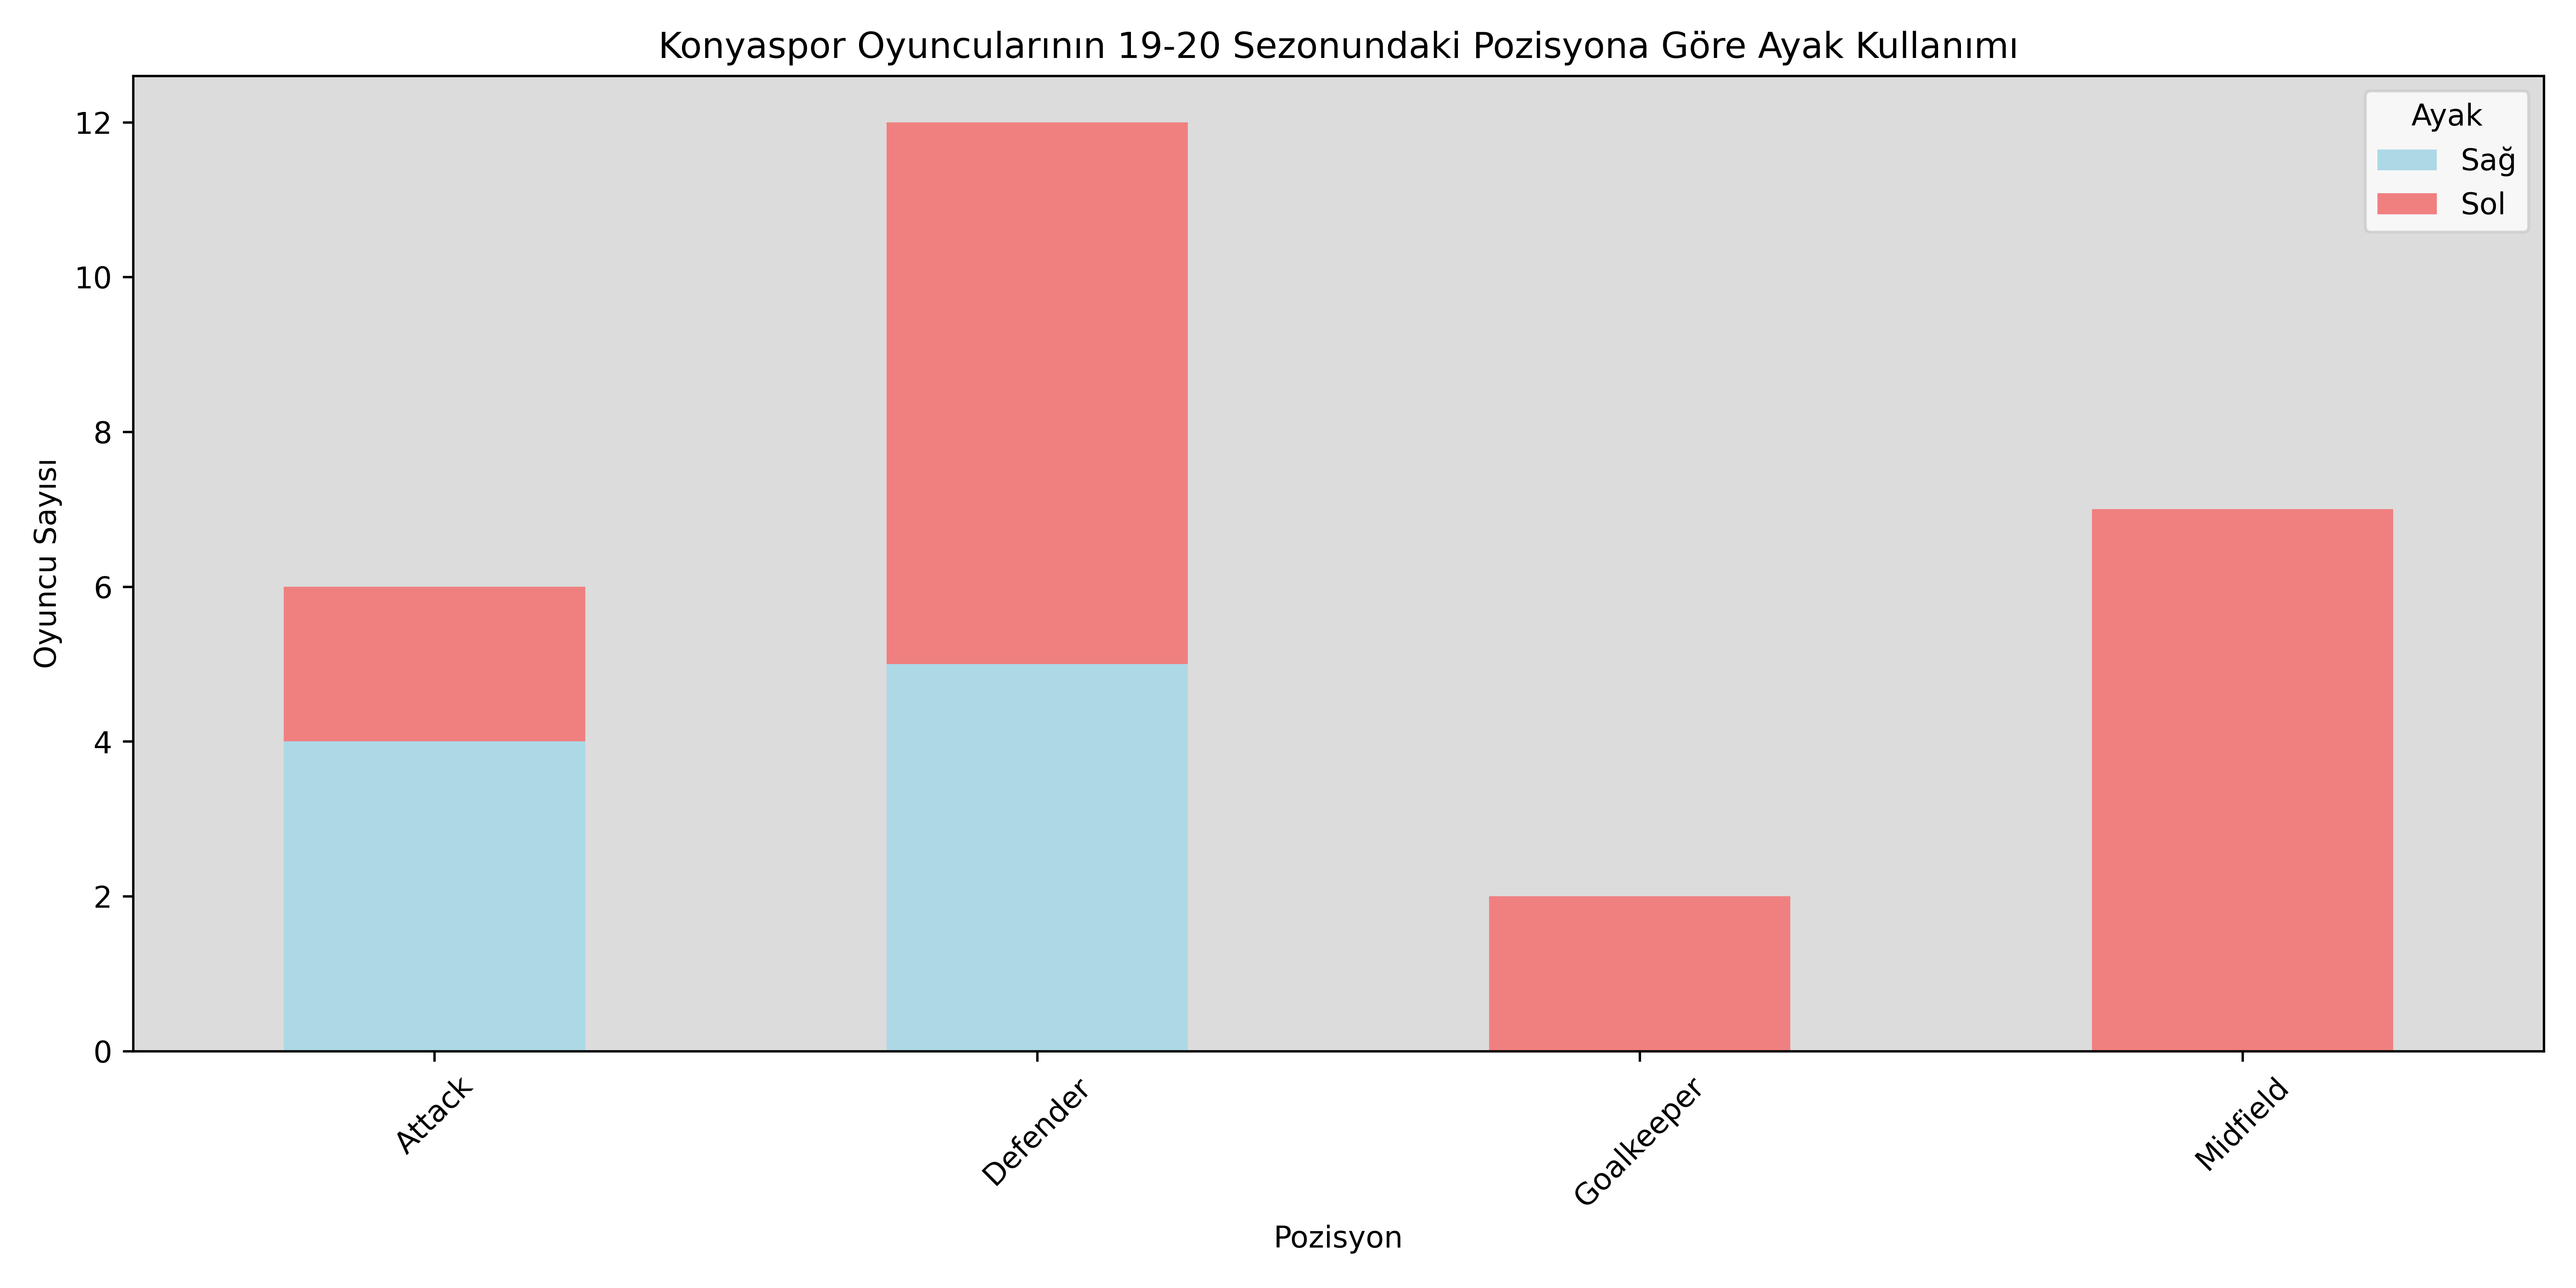 Konyaspor Oyuncularının 19-20 Sezonundaki Pozisyona Göre Ayak Kullanımı
Ayak
Sağ
Sol
Oyuncu Sayısı
12
10
8
6
4
2
0
Attack
Defender
Goalkeeper
Midfield
Pozisyon